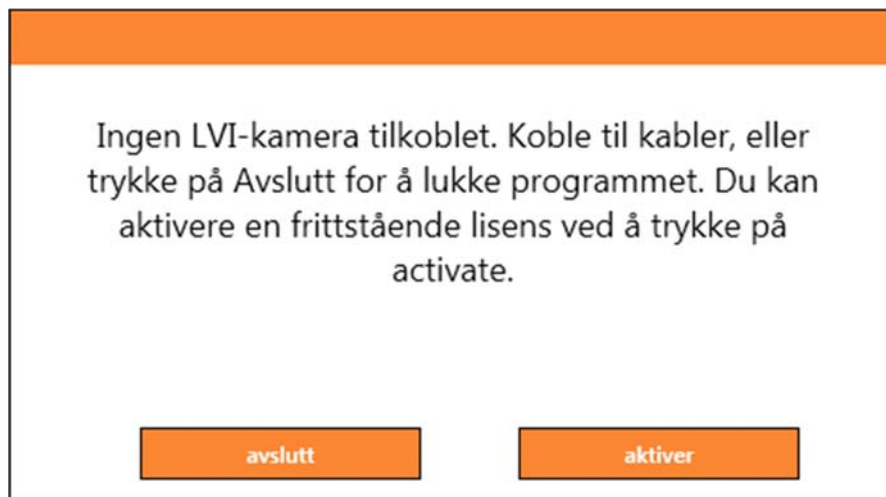 Ingen LVI-kamera tilkoblet. Koble til kabler, eller
trykke på Avslutt for å lukke programmet. Du kan
aktivere en frittstående lisens ved å trykke på
activate.
avslutt
aktiver